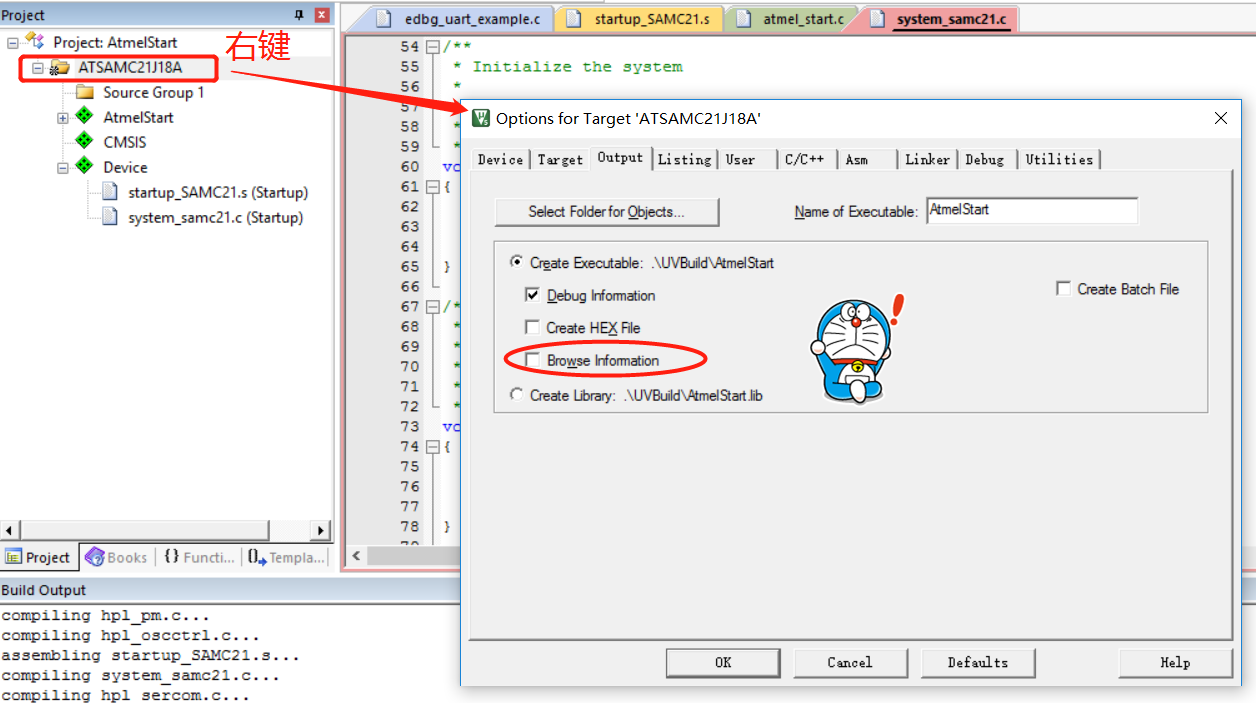 Project
Project: AtmelStart
ATSAMC21J18A
Source Group 1
AtmelStart
CMSIS
Device
startup_SAMC21.s (Startup)
system_samc21.c (Startup)
右键
Project
Books
{} Functi...
Templa...
edbg_uart_example.c
startup_SAMC21.s
atmel_start.c
system_samc21.c
54 /**
55 * Initialize the system
56 *
57 *
58 *
59 *
60 vo
61 {
62
63
64
65 }
66
67 /*
68 *
69 *
70 *
71 *
72 *
73 vo
74 {
75
76
77
78 }
Options for Target 'ATSAMC21J18A'
Device Target Output Listing User C/C++ Asm Linker Debug Utilities
Select Folder for Objects...
Name of Executable: AtmelStart
Create Executable: .\UVBuild\AtmelStart
Debug Information
Create HEX File
Browse Information
Create Library: .\UVBuild\AtmelStart.lib
Create Batch File
OK
Cancel
Defaults
Help
Build Output
compiling hpl_pm.c...
compiling hpl_oscctrl.c...
assembling startup_SAMC21.s...
compiling system_samc21.c...
compiling hpl_sercom.c...